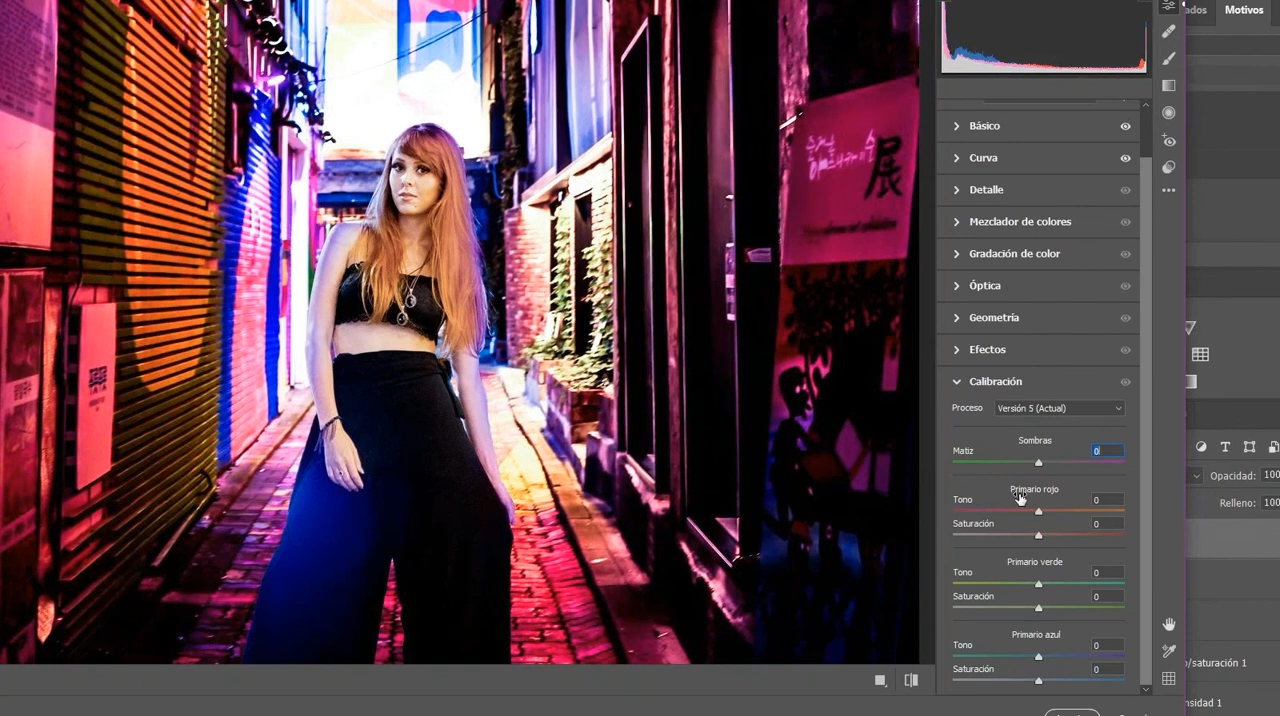 ados
Motivos
Básico
Curva
Detalle
Mezclador de colores
Gradación de color
Óptica
Geometría
Efectos
Calibración
Proceso Versión 5 (Actual)
Sombras
Matiz 0
Primario rojo
Tono 0
Saturación 0
Primario verde
Tono 0
Saturación 0
Primario azul
Tono 0
Saturación 0
Opacidad: 100
Relleno: 100
o/saturación 1
nsidad 1
展